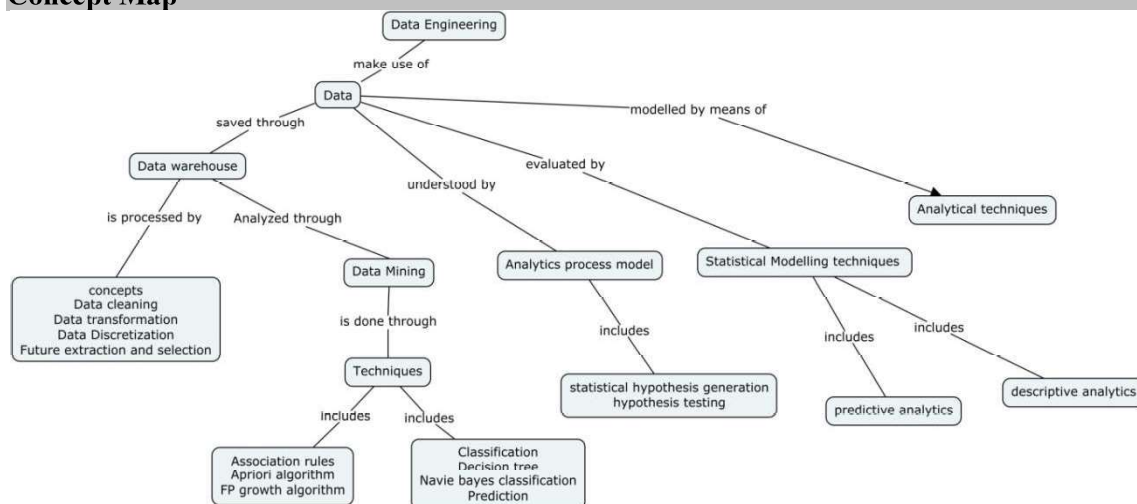 Concept Map
Data Engineering
make use of
Data
saved through
modelled by means of
Data warehouse
understood by
evaluated by
is processed by
Analyzed through
Analytical techniques
concepts
Data cleaning
Data transformation
Data Discretization
Future extraction and selection
Data Mining
Analytics process model
Statistical Modelling techniques
is done through
includes
includes
includes
Techniques
statistical hypothesis generation
hypothesis testing
predictive analytics
descriptive analytics
includes
includes
Association rules
Apriori algorithm
FP growth algorithm
Classification
Decision tree
Navie bayes classification
Prediction